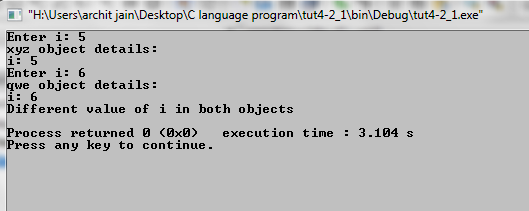 "H:\Users\archit jain\Desktop\C language program\tut4-2_1\bin\Debug\tut4-2_1.exe"
Enter i: 5
xyz object details:
i: 5
Enter i: 6
qwe object details:
i: 6
Different value of i in both objects
Process returned 0 (0x0)   execution time : 3.104 s
Press any key to continue.